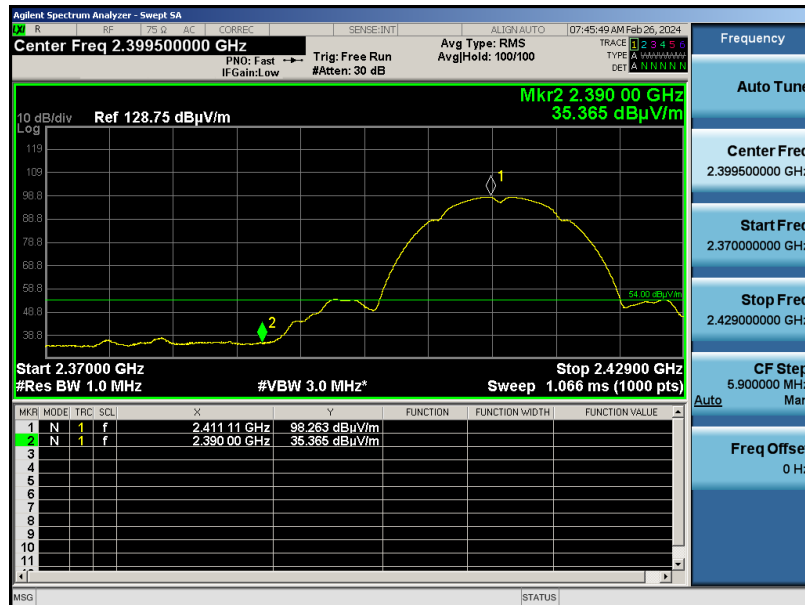 Agilent Spectrum Analyzer - Swept SA
LXI R RF 75 Ω AC CORREC SENSE:INT ALIGN AUTO 07:45:49 AM Feb 26, 2024
Center Freq 2.399500000 GHz
PNO: Fast
IFGain:Low
Trig: Free Run
#Atten: 30 dB
Avg Type: RMS
Avg|Hold: 100/100
TRACE 1 2 3 4 5 6
TYPE A WWWWW
DET A N N N N N
Mkr2 2.390 00 GHz
35.365 dBµV/m
10 dB/div Ref 128.75 dBµV/m
Log
119
109
98.8
88.8
78.8
68.8
58.8
48.8
38.8
1
2
54.00 dBµV/m
Start 2.37000 GHz Stop 2.42900 GHz
#Res BW 1.0 MHz #VBW 3.0 MHz* Sweep 1.066 ms (1000 pts)
MKR MODE TRC SCL X Y FUNCTION FUNCTION WIDTH FUNCTION VALUE
1 N 1 f 2.411 11 GHz 98.263 dBµV/m
2 N 1 f 2.390 00 GHz 35.365 dBµV/m
3
4
5
6
7
8
9
10
11
MSG STATUS
Frequency
Auto Tune
Center Freq
2.399500000 GHz
Start Freq
2.370000000 GHz
Stop Freq
2.429000000 GHz
CF Step
5.900000 MHz
Auto Man
Freq Offset
0 Hz